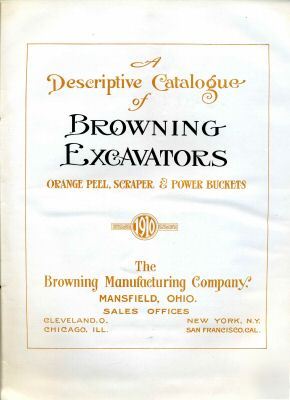 A
Descriptive Catalogue
of
BROWNING
EXCAVATORS
ORANGE PEEL, SCRAPER & POWER BUCKETS
1910
The
Browning Manufacturing Company.
MANSFIELD, OHIO.
SALES OFFICES
CLEVELAND.O. NEW YORK, N.Y.
CHICAGO, ILL. SAN FRANCISCO.CAL.